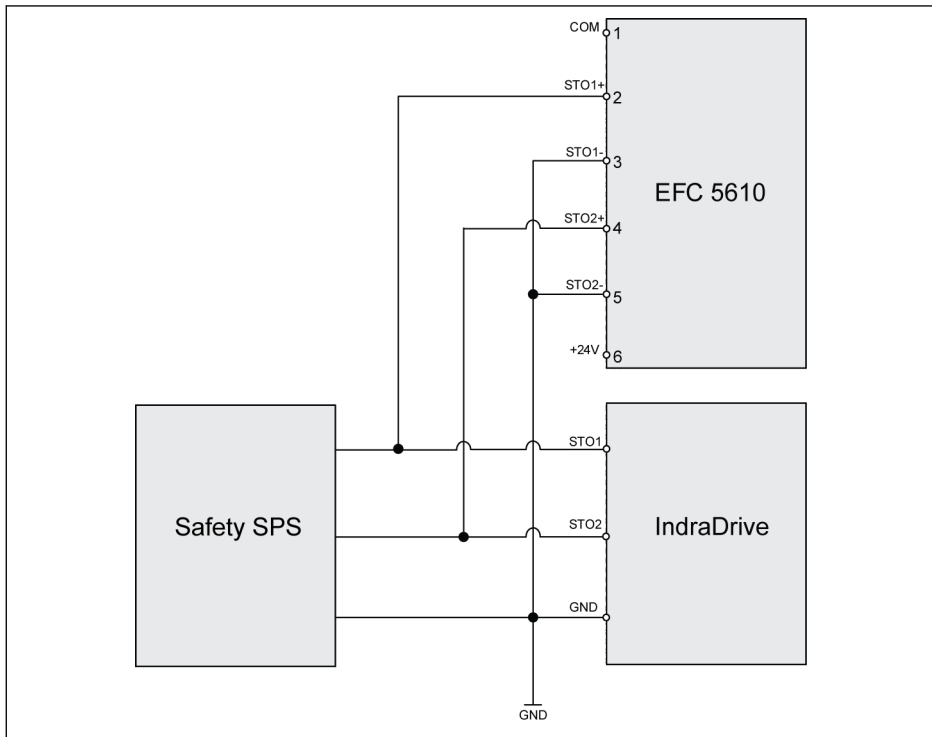 COM 1
STO1+ 2
STO1- 3
EFC 5610
STO2+ 4
STO2- 5
+24V 6
STO1
Safety SPS
STO2
IndraDrive
GND
GND